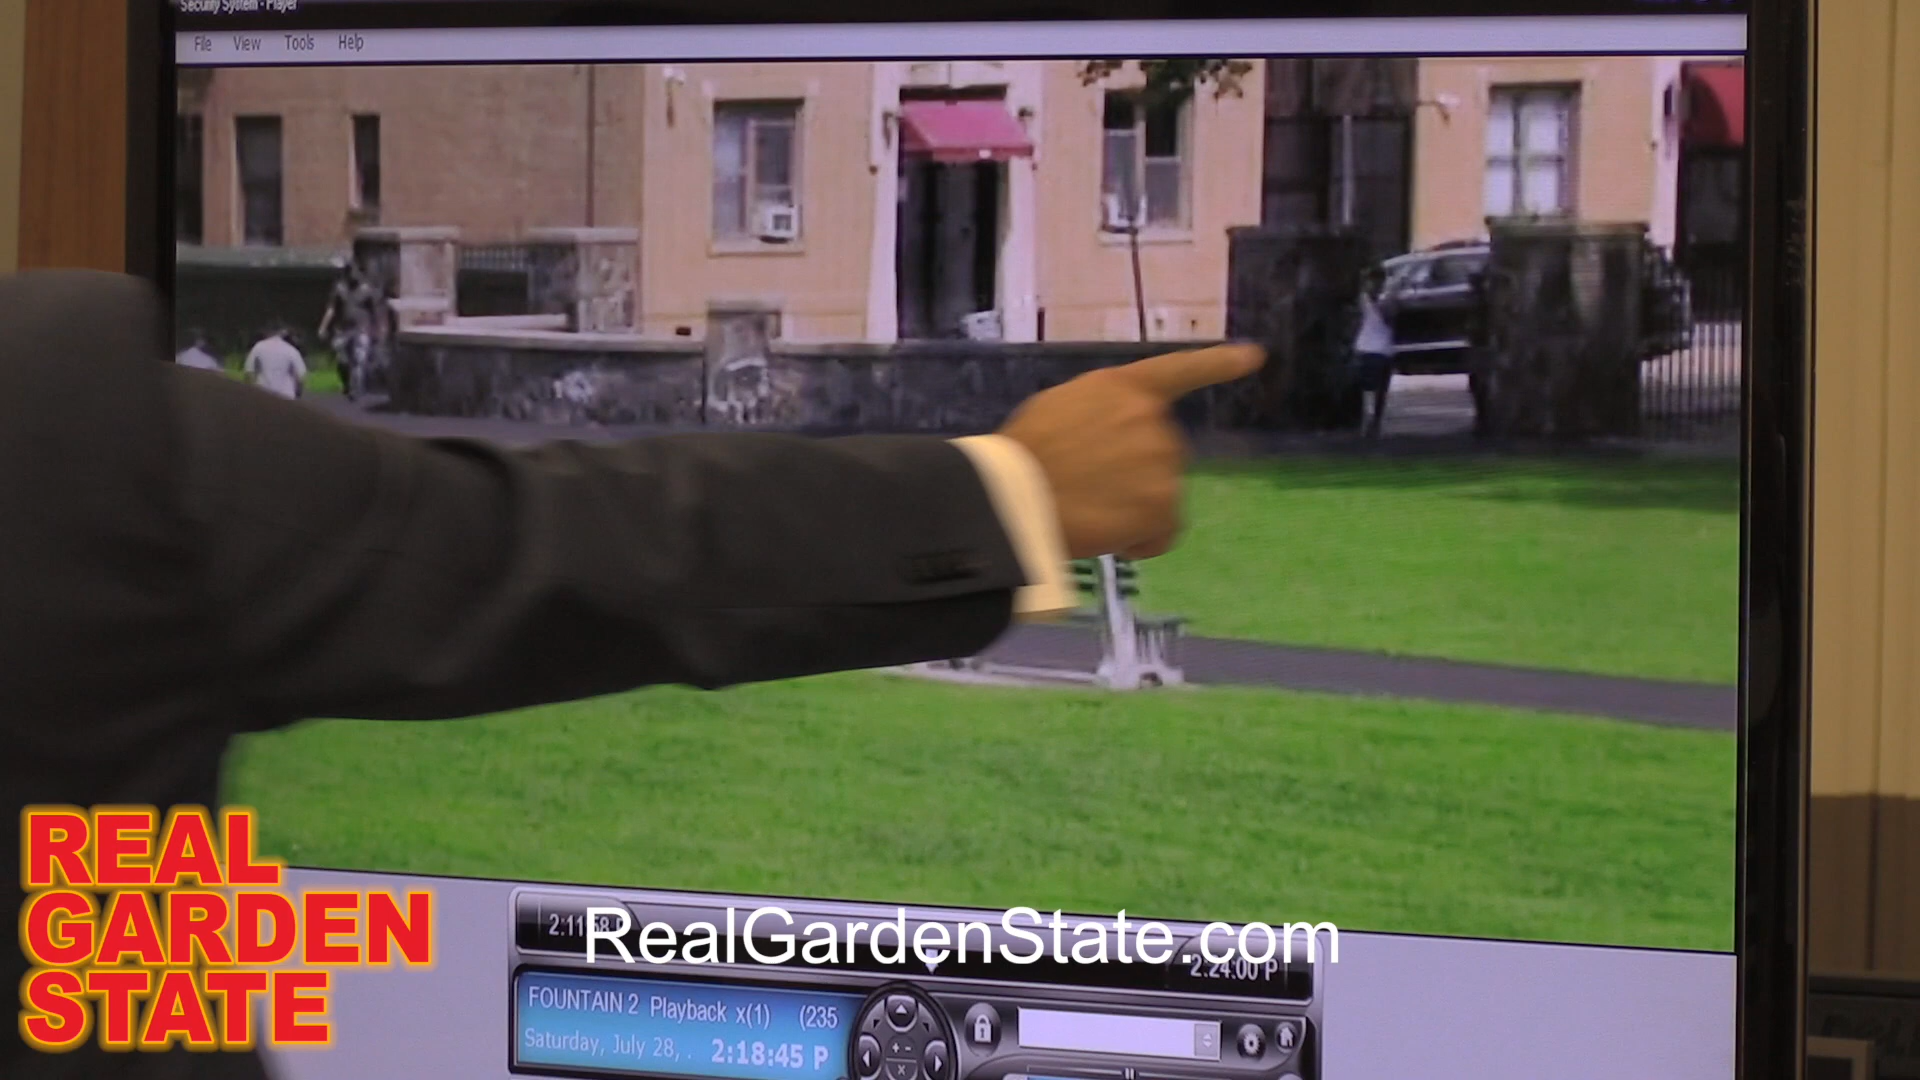 Security System - Player
File View Tools Help
REAL
GARDEN
STATE
RealGardenState.com
2:24:00 P
FOUNTAIN 2 Playback x(1) (235
Saturday, July 28, . 2:18:45 P